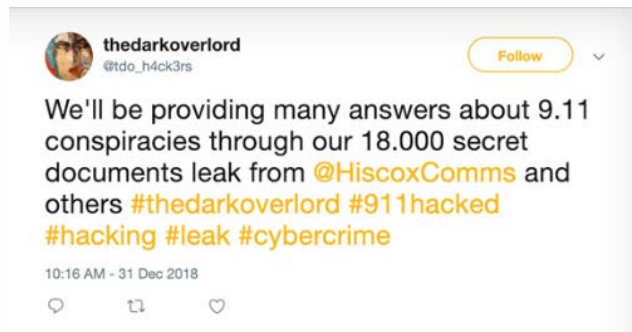 thedarkoverlord
@tdo_h4ck3rs
Follow
We'll be providing many answers about 9.11
conspiracies through our 18.000 secret
documents leak from @HiscoxComms and
others #thedarkoverlord #911hacked
#hacking #leak #cybercrime
10:16 AM - 31 Dec 2018